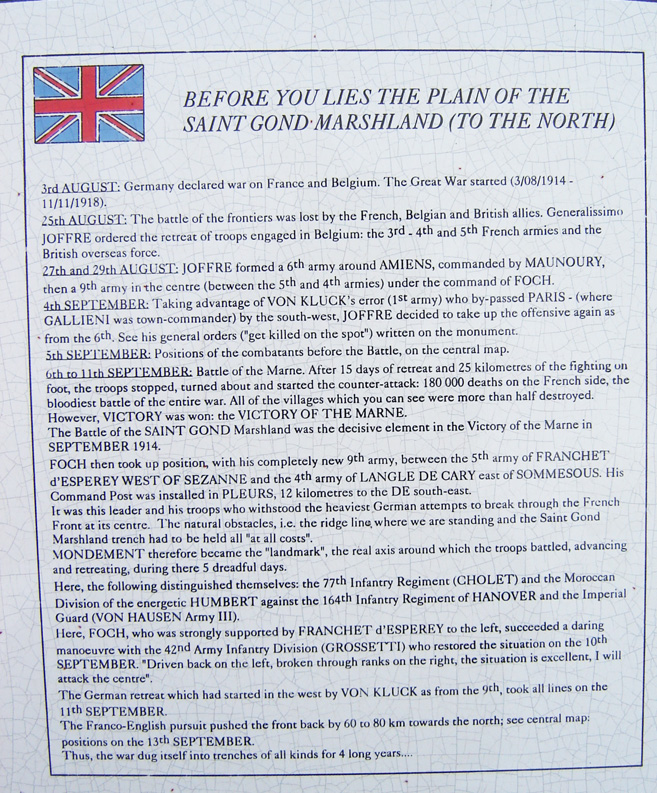 BEFORE YOU LIES THE PLAIN OF THE
SAINT GOND MARSHLAND (TO THE NORTH)
3rd AUGUST: Germany declared war on France and Belgium. The Great War started (3/08/1914 -
11/11/1918).
25th AUGUST: The battle of the frontiers was lost by the French, Belgian and British allies. Generalissimo
JOFFRE ordered the retreat of troops engaged in Belgium: the 3rd - 4th and 5th French armies and the
British overseas force.
27th and 29th AUGUST: JOFFRE formed a 6th army around AMIENS, commanded by MAUNOURY,
then a 9th army in the centre (between the 5th and 4th armies) under the command of FOCH.
4th SEPTEMBER: Taking advantage of VON KLUCK's error (1st army) who by-passed PARIS - (where
GALLIENI was town-commander) by the south-west, JOFFRE decided to take up the offensive again as
from the 6th. See his general orders ("get killed on the spot") written on the monument.
5th SEPTEMBER: Positions of the combatants before the Battle, on the central map.
6th to 11th SEPTEMBER: Battle of the Marne. After 15 days of retreat and 25 kilometres of the fighting on
foot, the troops stopped, turned about and started the counter-attack: 180 000 deaths on the French side, the
bloodiest battle of the entire war. All of the villages which you can see were more than half destroyed.
However, VICTORY was won: the VICTORY OF THE MARNE.
The Battle of the SAINT GOND Marshland was the decisive element in the Victory of the Marne in
SEPTEMBER 1914.
FOCH then took up position, with his completely new 9th army, between the 5th army of FRANCHET
d'ESPEREY WEST OF SEZANNE and the 4th army of LANGLE DE CARY east of SOMMESOUS. His
Command Post was installed in PLEURS, 12 kilometres to the DE south-east.
It was this leader and his troops who withstood the heaviest German attempts to break through the French
Front at its centre. The natural obstacles, i.e. the ridge line, where we are standing and the Saint Gond
Marshland trench had to be held all "at all costs".
MONDEMENT therefore became the "landmark", the real axis around which the troops battled, advancing
and retreating, during there 5 dreadful days.
Here, the following distinguished themselves: the 77th Infantry Regiment (CHOLET) and the Moroccan
Division of the energetic HUMBERT against the 164th Infantry Regiment of HANOVER and the Imperial
Guard (VON HAUSEN Army III).
Here, FOCH, who was strongly supported by FRANCHET d'ESPEREY to the left, succeeded a daring
manoeuvre with the 42nd Army Infantry Division (GROSSETTI) who restored the situation on the 10th
SEPTEMBER. "Driven back on the left, broken through ranks on the right, the situation is excellent, I will
attack the centre".
The German retreat which had started in the west by VON KLUCK as from the 9th, took all lines on the
11th SEPTEMBER.
The Franco-English pursuit pushed the front back by 60 to 80 km towards the north; see central map:
positions on the 13th SEPTEMBER.
Thus, the war dug itself into trenches of all kinds for 4 long years....